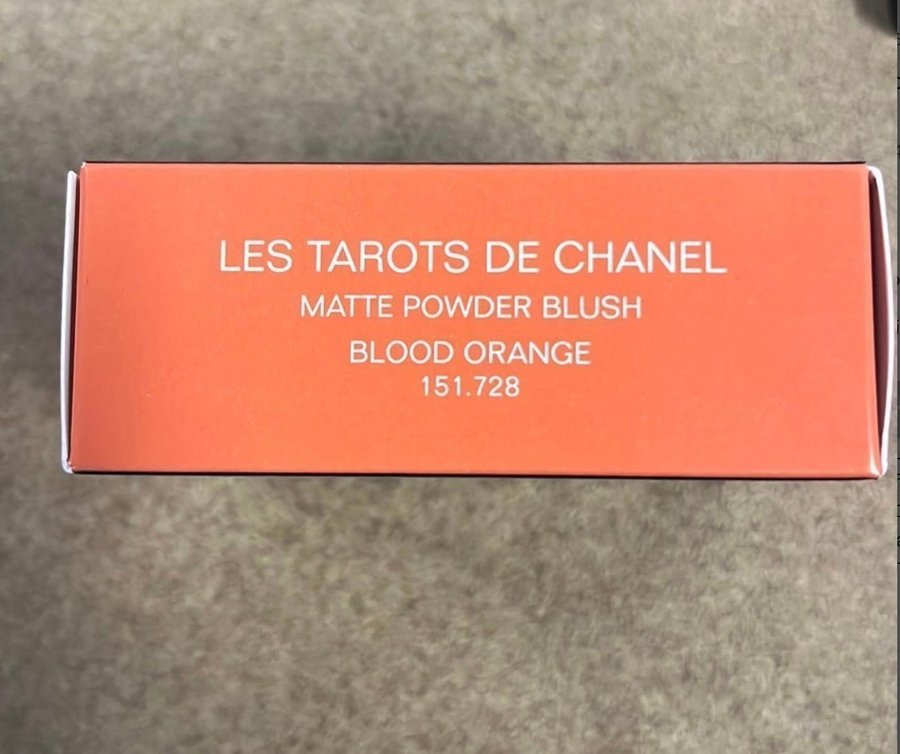 LES TAROTS DE CHANEL
MATTE POWDER BLUSH
BLOOD ORANGE
151.728